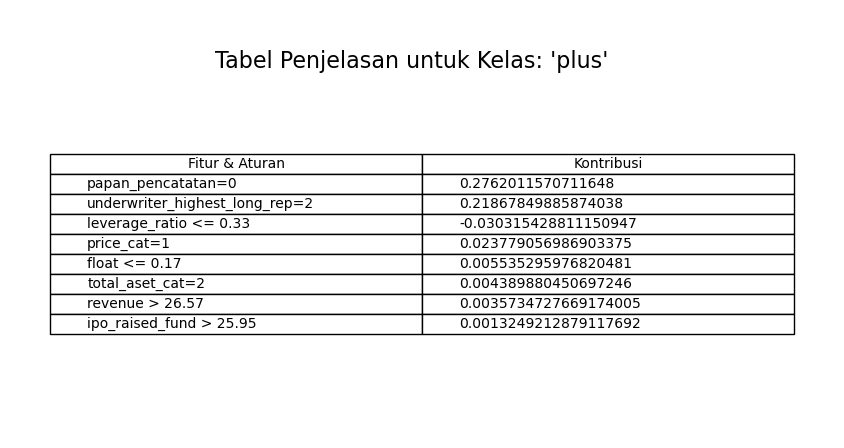 Tabel Penjelasan untuk Kelas: 'plus'
Fitur & Aturan Kontribusi
papan_pencatatan=0 0.2762011570711648
underwriter_highest_long_rep=2 0.21867849885874038
leverage_ratio <= 0.33 -0.030315428811150947
price_cat=1 0.023779056986903375
float <= 0.17 0.005535295976820481
total_aset_cat=2 0.004389880450697246
revenue > 26.57 0.0035734727669174005
ipo_raised_fund > 25.95 0.0013249212879117692